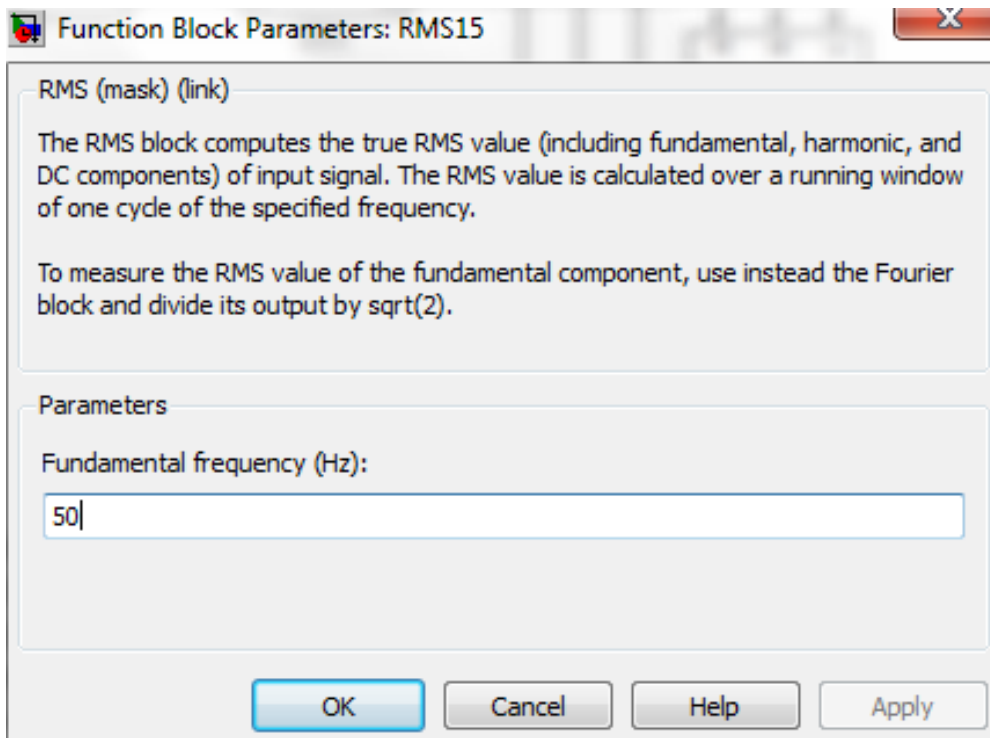 Function Block Parameters: RMS15
X
RMS (mask) (link)
The RMS block computes the true RMS value (including fundamental, harmonic, and
DC components) of input signal. The RMS value is calculated over a running window
of one cycle of the specified frequency.
To measure the RMS value of the fundamental component, use instead the Fourier
block and divide its output by sqrt(2).
Parameters
Fundamental frequency (Hz):
50
OK Cancel Help Apply